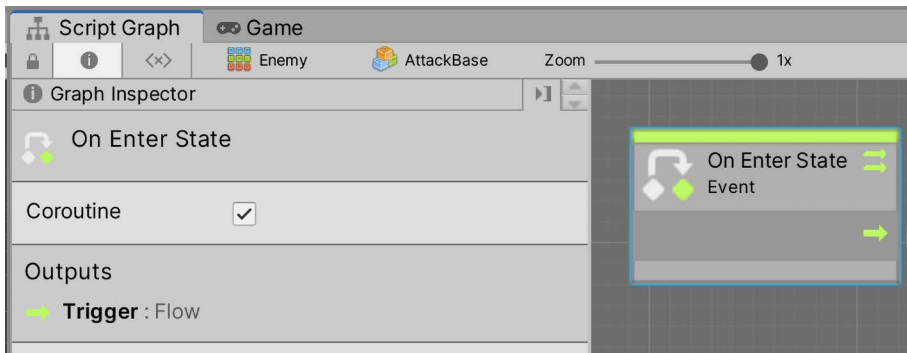 Script Graph
Game
Enemy
AttackBase
Zoom
1x
Graph Inspector
On Enter State
Coroutine
Outputs
Trigger : Flow
On Enter State
Event